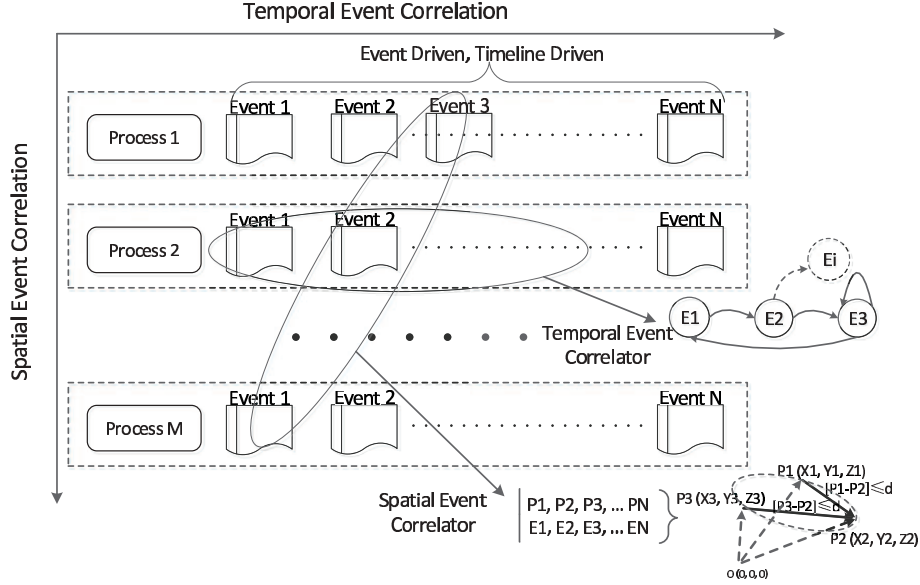 Temporal Event Correlation
Spatial Event Correlation
Event Driven, Timeline Driven
Process 1
Event 1
Event 2
Event 3
Event N
Process 2
Event 1
Event 2
Event N
Ei
E1
E2
E3
Temporal Event
Correlator
Process M
Event 1
Event 2
Event N
Spatial Event
Correlator
P1, P2, P3, ... PN
E1, E2, E3, ... EN
P1 (X1, Y1, Z1)
|P1-P2|≤d
P3 (X3, Y3, Z3)
|P3-P2|≤d
P2 (X2, Y2, Z2)
O (0,0,0)